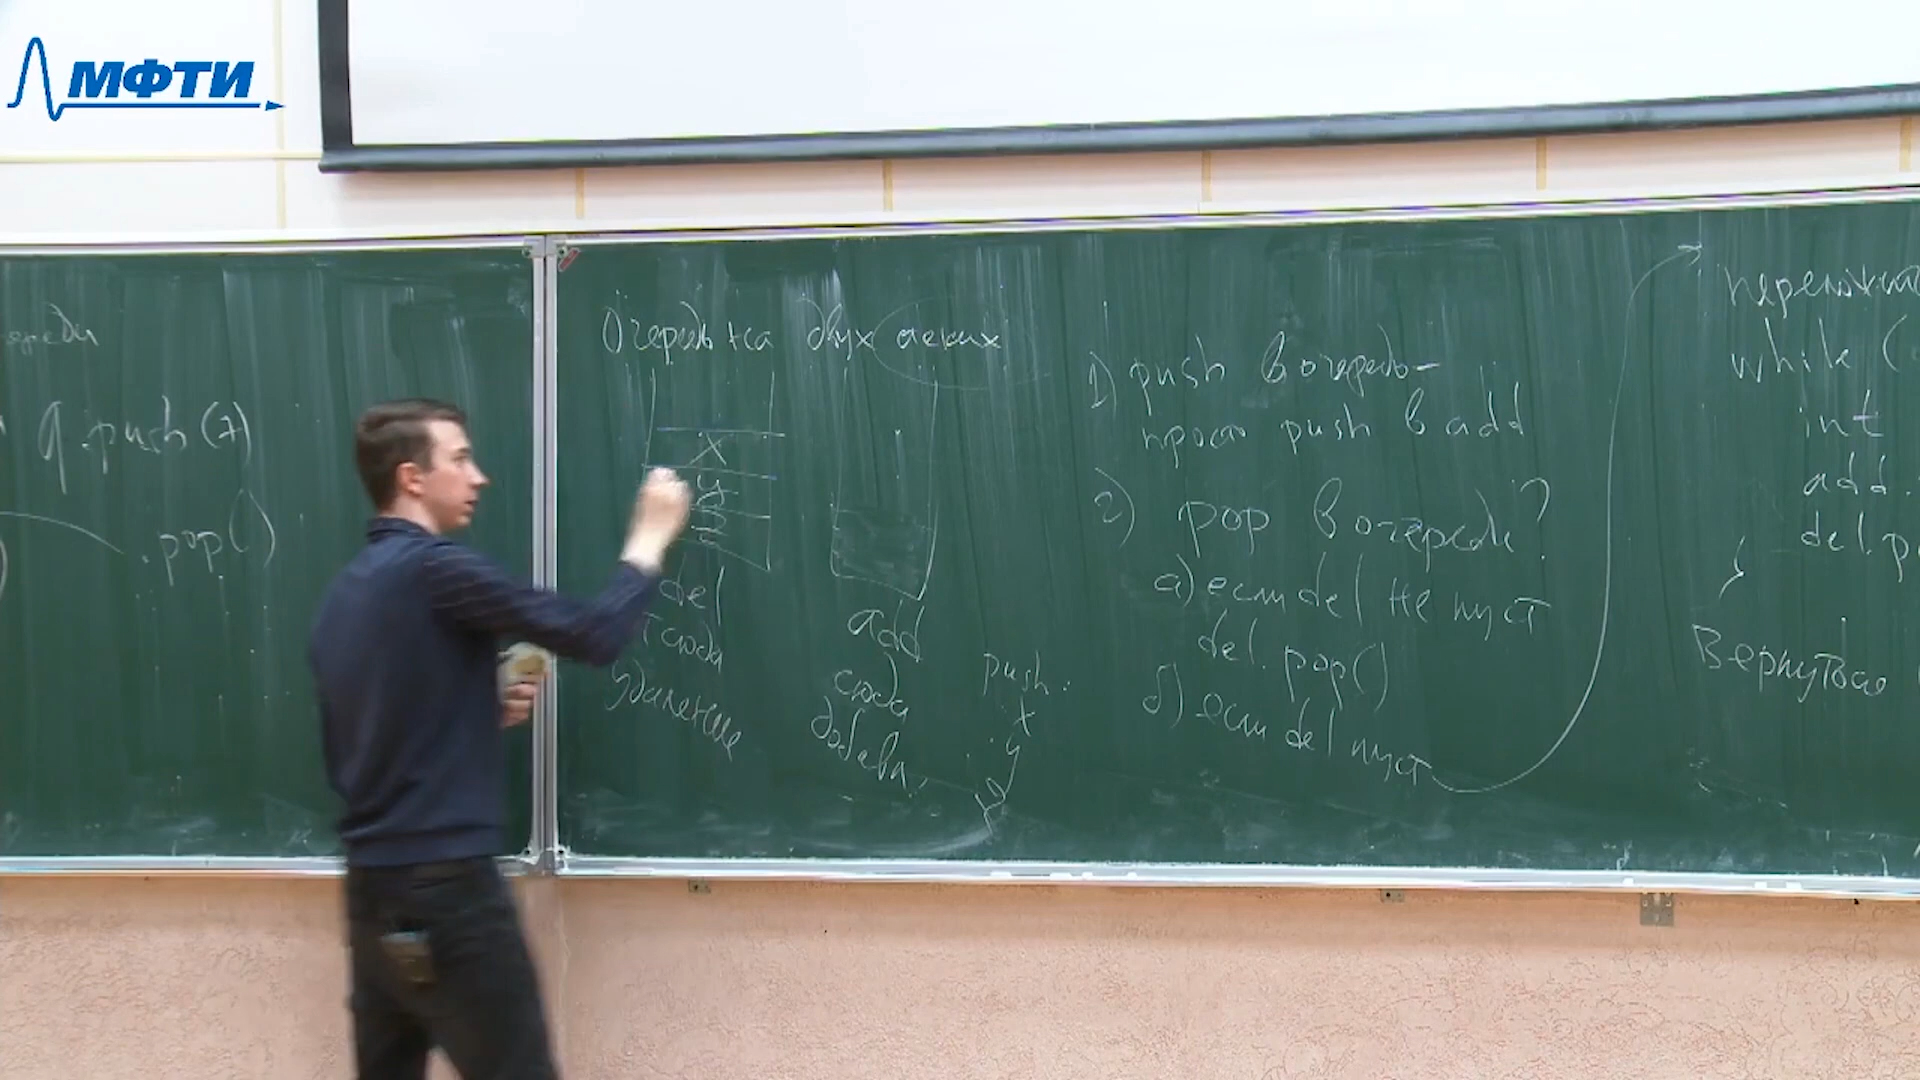 МФТИ
q.push(7)
.pop()
Очередь на двух стеках
x
y
z
del
add
сюда
удаление
сюда
добавл.
push:
x
y
z
1) push в очередь -
просто push в add
2) pop в очереди?
а) если del не пуст
del.pop()
б) если del пуст
while (
int
add.
del.p
}
Вернуться